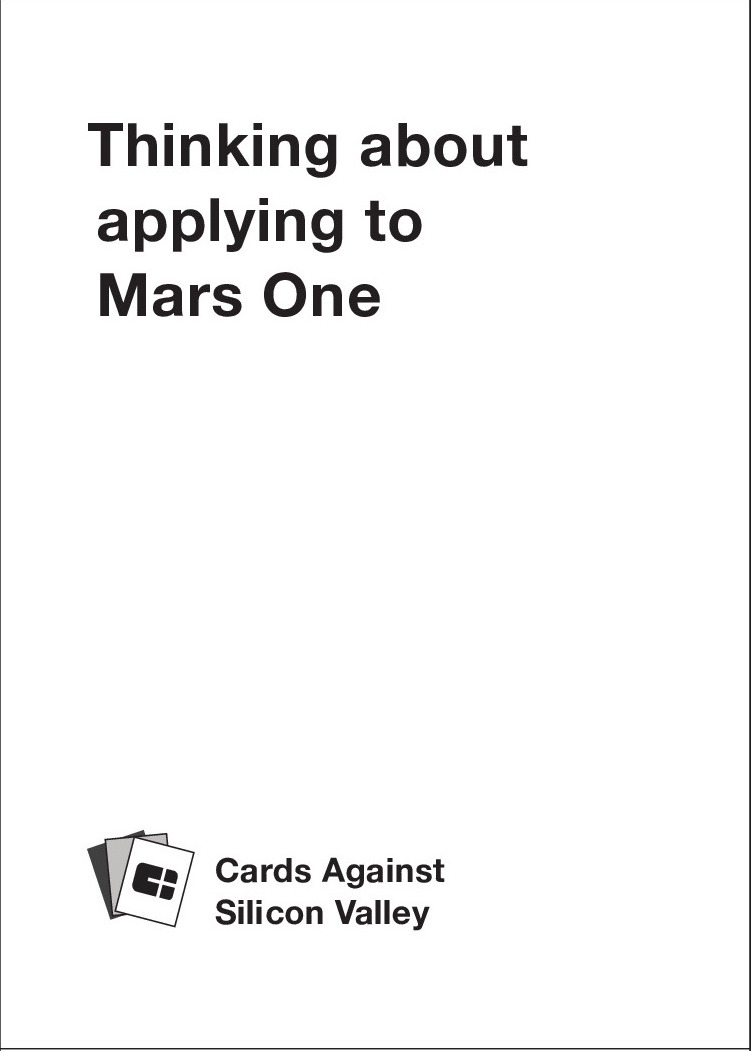 Thinking about
applying to
Mars One
Cards Against
Silicon Valley